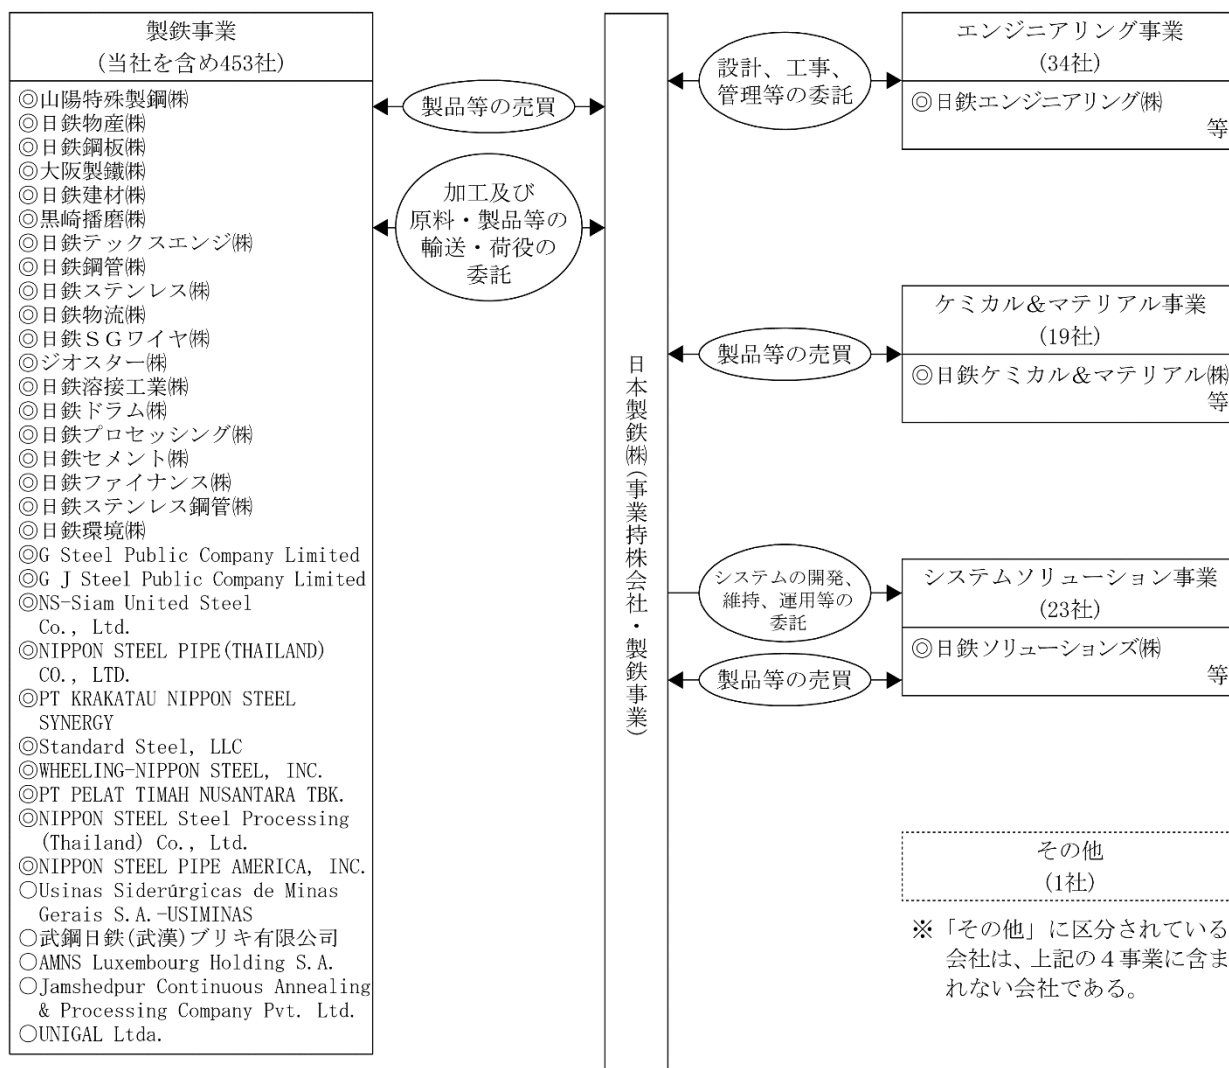 製鉄事業
(当社を含め453社)
◎山陽特殊製鋼㈱
◎日鉄物産㈱
◎日鉄鋼板㈱
◎大阪製鐵㈱
◎日鉄建材㈱
◎黒崎播磨㈱
◎日鉄テックスエンジ㈱
◎日鉄鋼管㈱
◎日鉄ステンレス㈱
◎日鉄物流㈱
◎日鉄ＳＧワイヤ㈱
◎ジオスター㈱
◎日鉄溶接工業㈱
◎日鉄ドラム㈱
◎日鉄プロセッシング㈱
◎日鉄セメント㈱
◎日鉄ファイナンス㈱
◎日鉄ステンレス鋼管㈱
◎日鉄環境㈱
◎G Steel Public Company Limited
◎G J Steel Public Company Limited
◎NS-Siam United Steel
Co., Ltd.
◎NIPPON STEEL PIPE(THAILAND)
CO., LTD.
◎PT KRAKATAU NIPPON STEEL
SYNERGY
◎Standard Steel, LLC
◎WHEELING-NIPPON STEEL, INC.
◎PT PELAT TIMAH NUSANTARA TBK.
◎NIPPON STEEL Steel Processing
(Thailand) Co., Ltd.
◎NIPPON STEEL PIPE AMERICA, INC.
○Usinas Siderúrgicas de Minas
Gerais S.A.-USIMINAS
○武鋼日鉄(武漢)ブリキ有限公司
○AMNS Luxembourg Holding S.A.
○Jamshedpur Continuous Annealing
& Processing Company Pvt. Ltd.
○UNIGAL Ltda.
製品等の売買
加工及び
原料・製品等の
輸送・荷役の
委託
日本製鉄㈱(事業持株会社・製鉄事業)
設計、工事、
管理等の委託
製品等の売買
システムの開発、
維持、運用等の
委託
製品等の売買
エンジニアリング事業
(34社)
◎日鉄エンジニアリング㈱
等
ケミカル＆マテリアル事業
(19社)
◎日鉄ケミカル＆マテリアル㈱
等
システムソリューション事業
(23社)
◎日鉄ソリューションズ㈱
等
その他
(1社)
※「その他」に区分されている
会社は、上記の４事業に含ま
れない会社である。